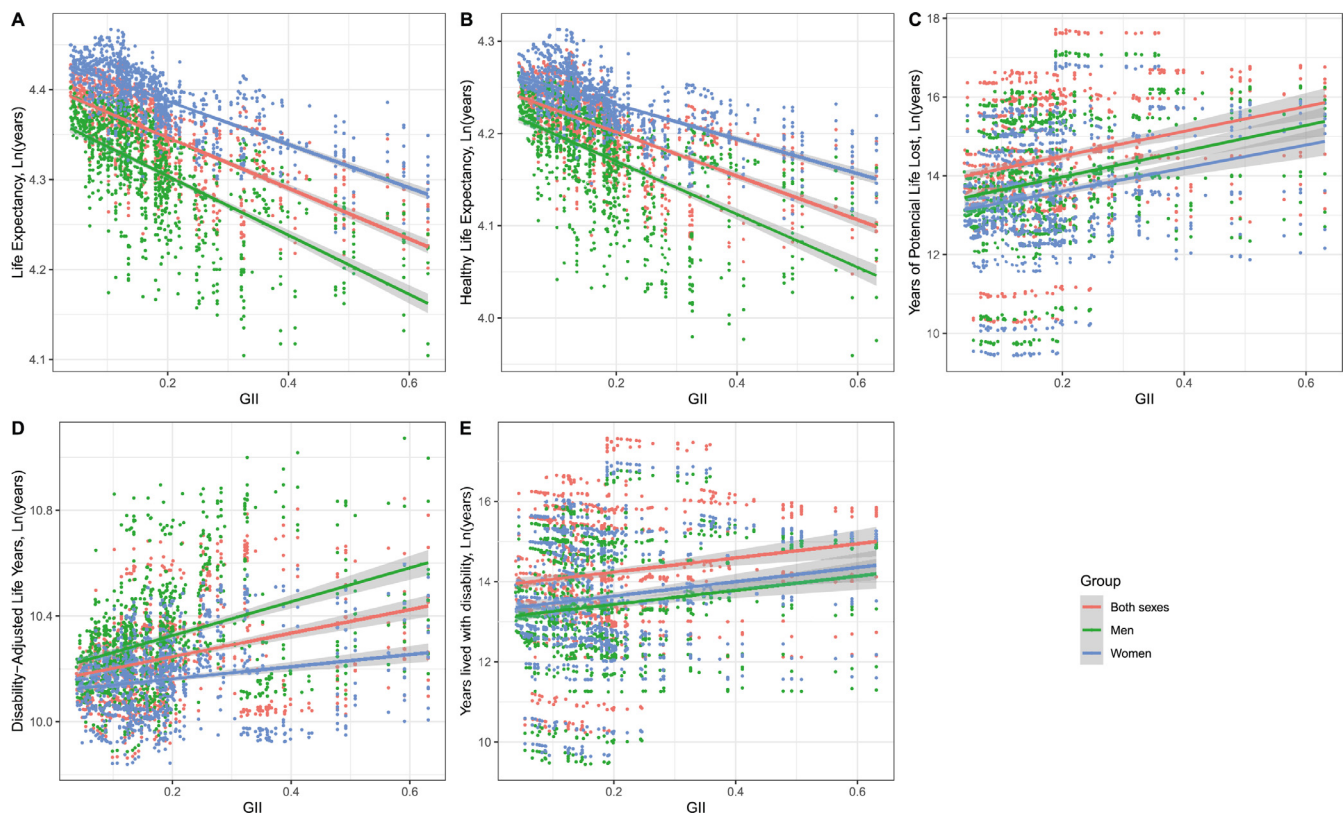 A
Life Expectancy, Ln(years)
4.4
4.3
4.2
4.1
0.2
0.4
0.6
GII
B
Healthy Life Expectancy, Ln(years)
4.3
4.2
4.1
4.0
0.2
0.4
0.6
GII
C
Years of Potencial Life Lost, Ln(years)
18
16
14
12
10
0.2
0.4
0.6
GII
D
Disability−Adjusted Life Years, Ln(years)
10.8
10.4
10.0
0.2
0.4
0.6
GII
E
Years lived with disability, Ln(years)
16
14
12
10
0.2
0.4
0.6
GII
Group
Both sexes
Men
Women